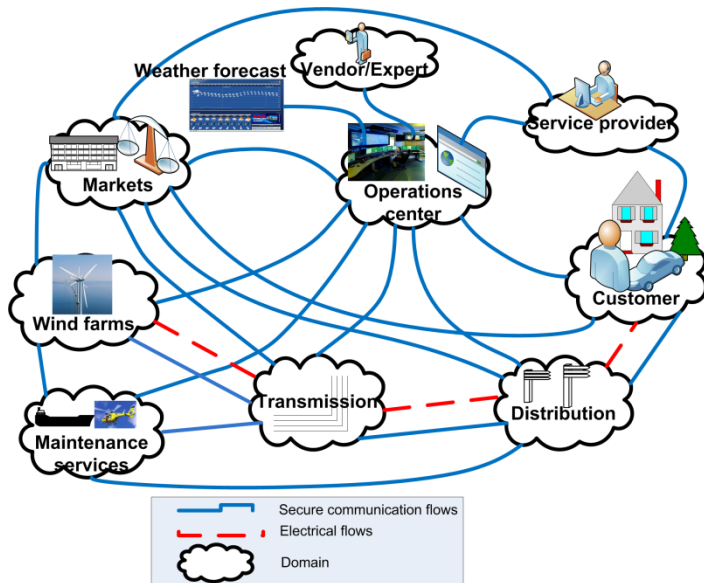 Weather forecast
Vendor/Expert
Service provider
Markets
Operations
center
Customer
Wind farms
Transmission
Distribution
Maintenance
services
Secure communication flows
Electrical flows
Domain